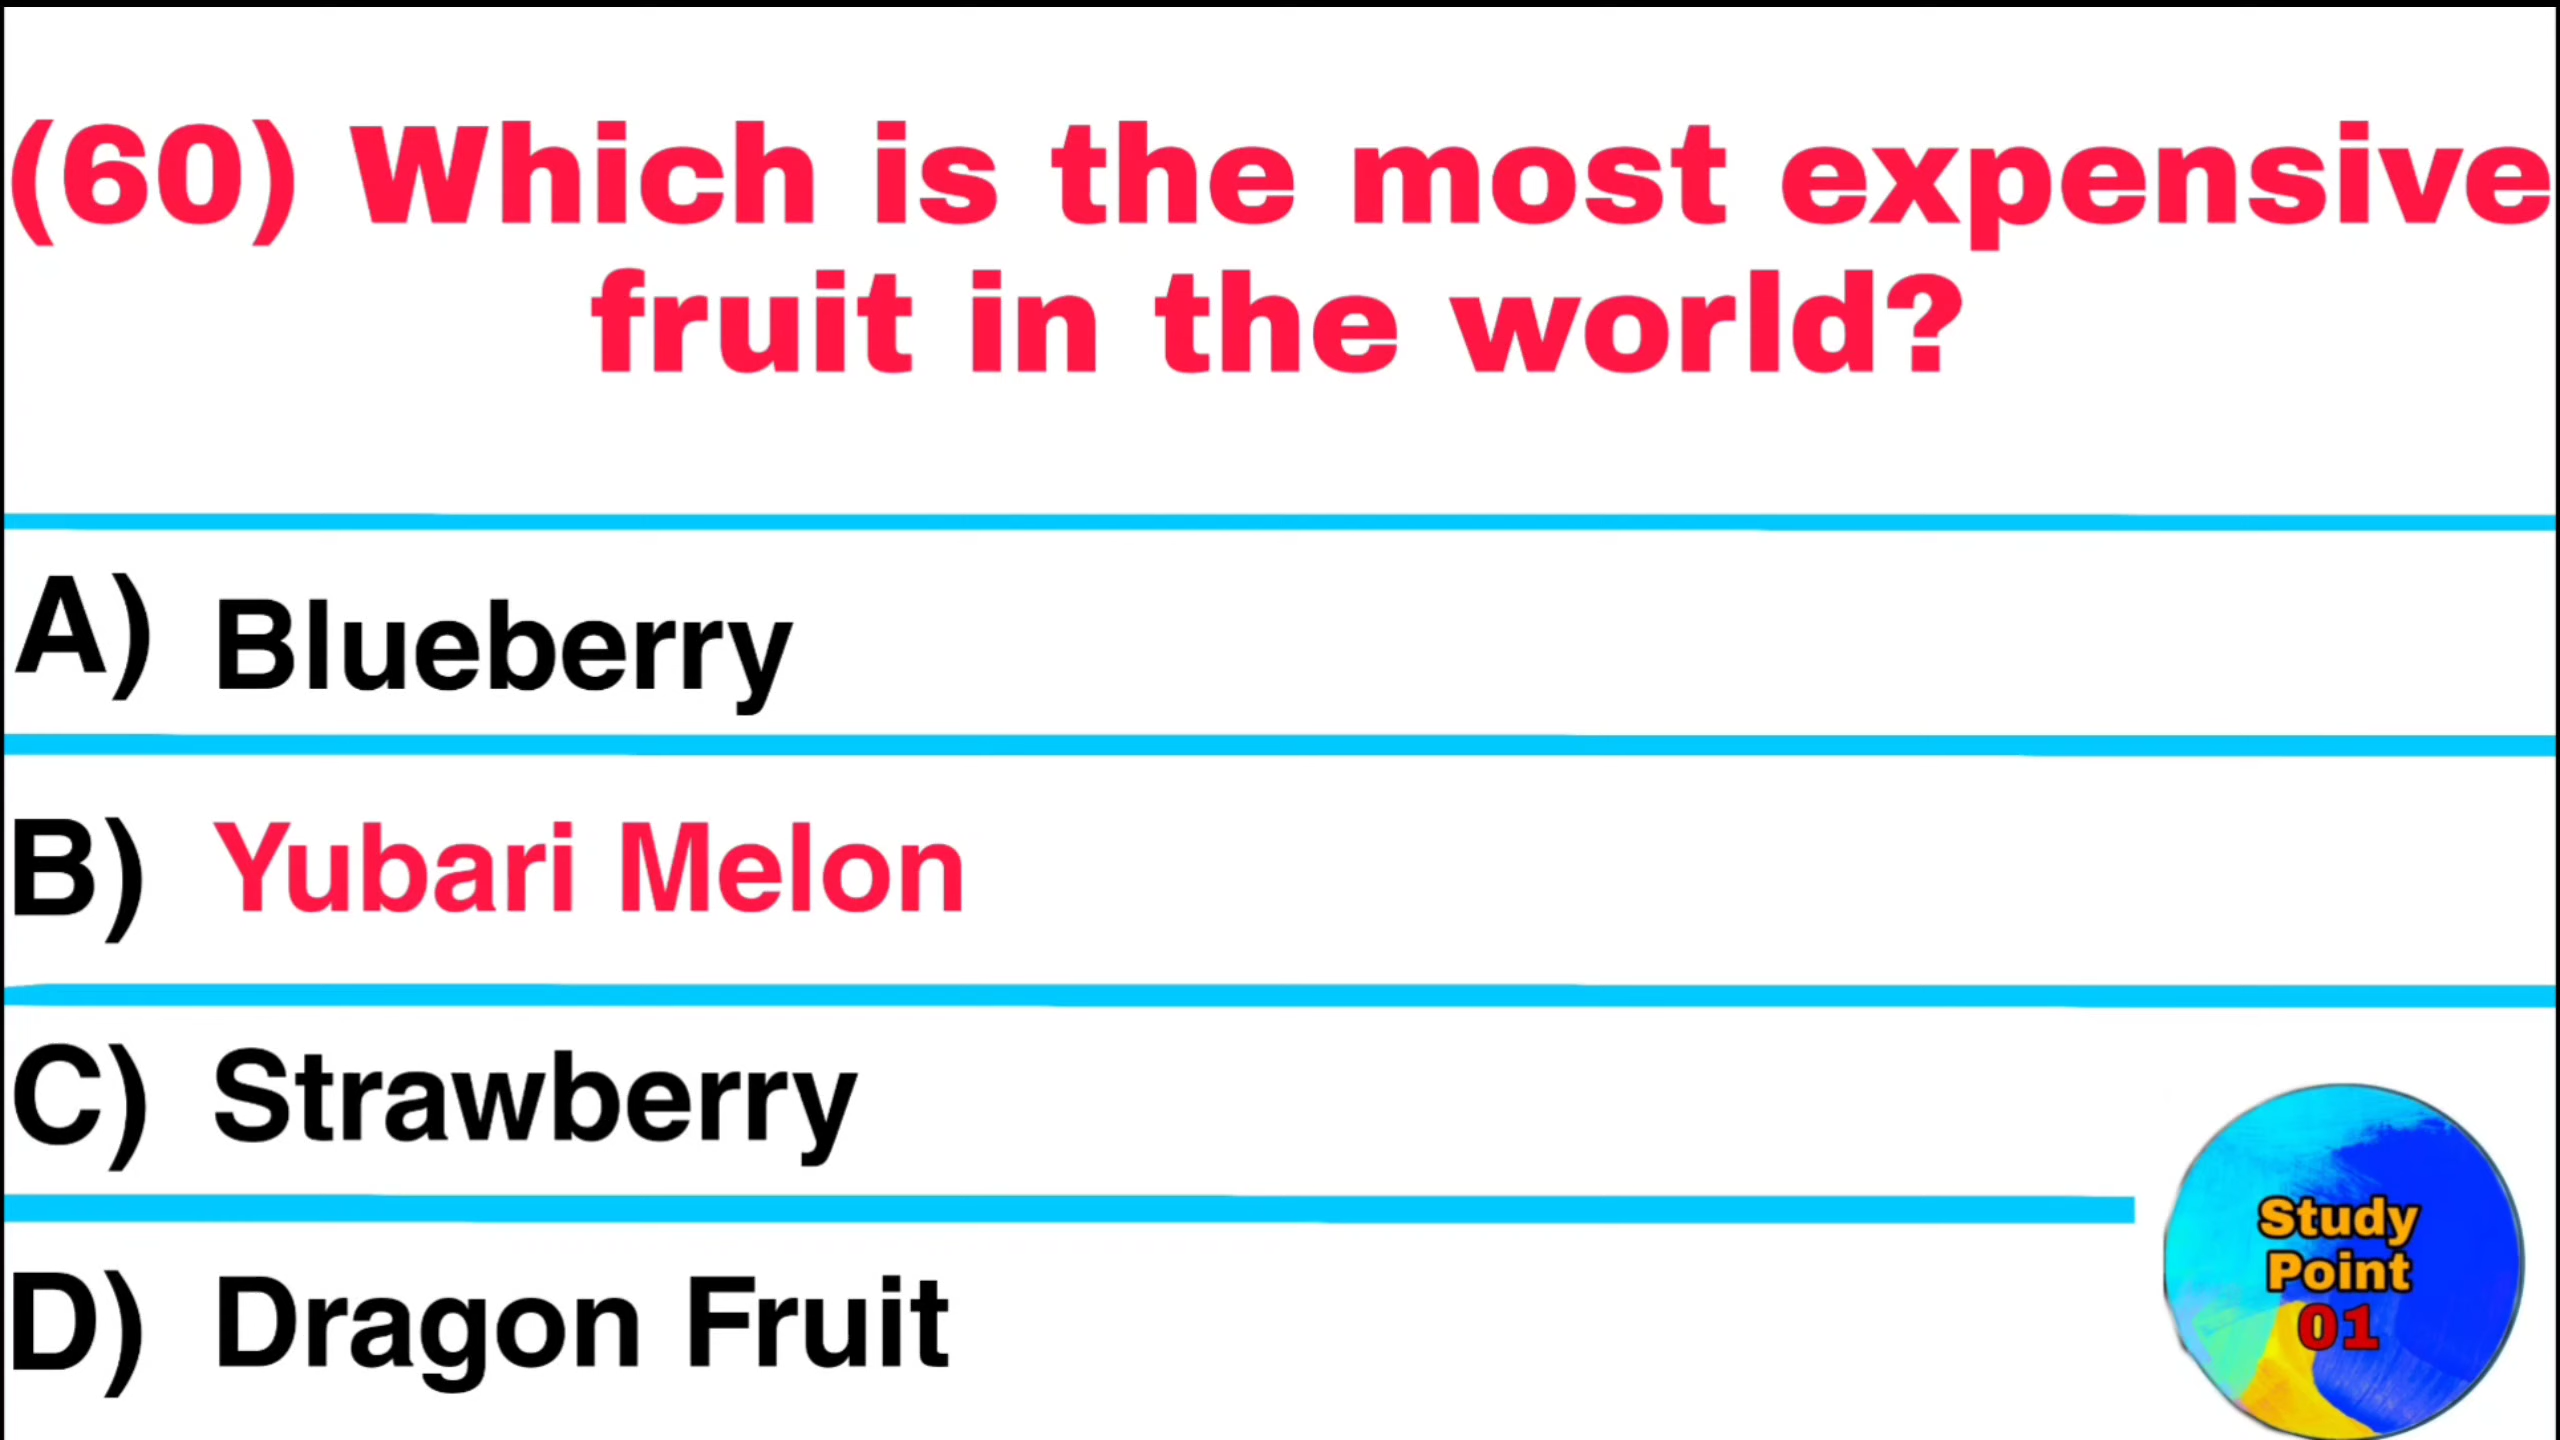 (60) Which is the most expensive
fruit in the world?
A) Blueberry
B) Yubari Melon
C) Strawberry
D) Dragon Fruit
Study
Point
01